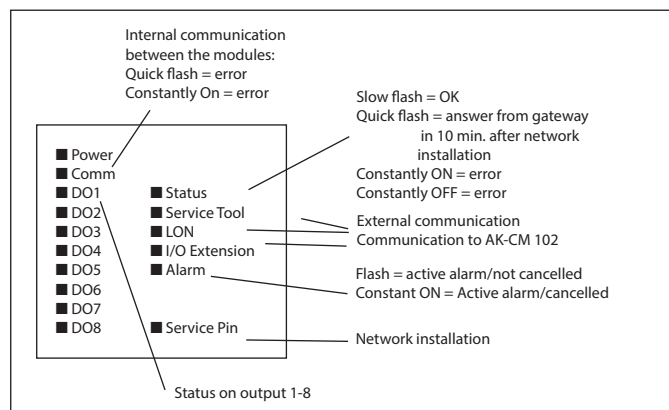 Internal communication
between the modules:
Quick flash = error
Constantly On = error
Slow flash = OK
Quick flash = answer from gateway
in 10 min. after network
installation
Constantly ON = error
Constantly OFF = error
External communication
Communication to AK-CM 102
Flash = active alarm/not cancelled
Constant ON = Active alarm/cancelled
Network installation
■ Power
■ Comm
■ DO1
■ DO2
■ DO3
■ DO4
■ DO5
■ DO6
■ DO7
■ DO8
■ Status
■ Service Tool
■ LON
■ I/O Extension
■ Alarm
■ Service Pin
Status on output 1-8